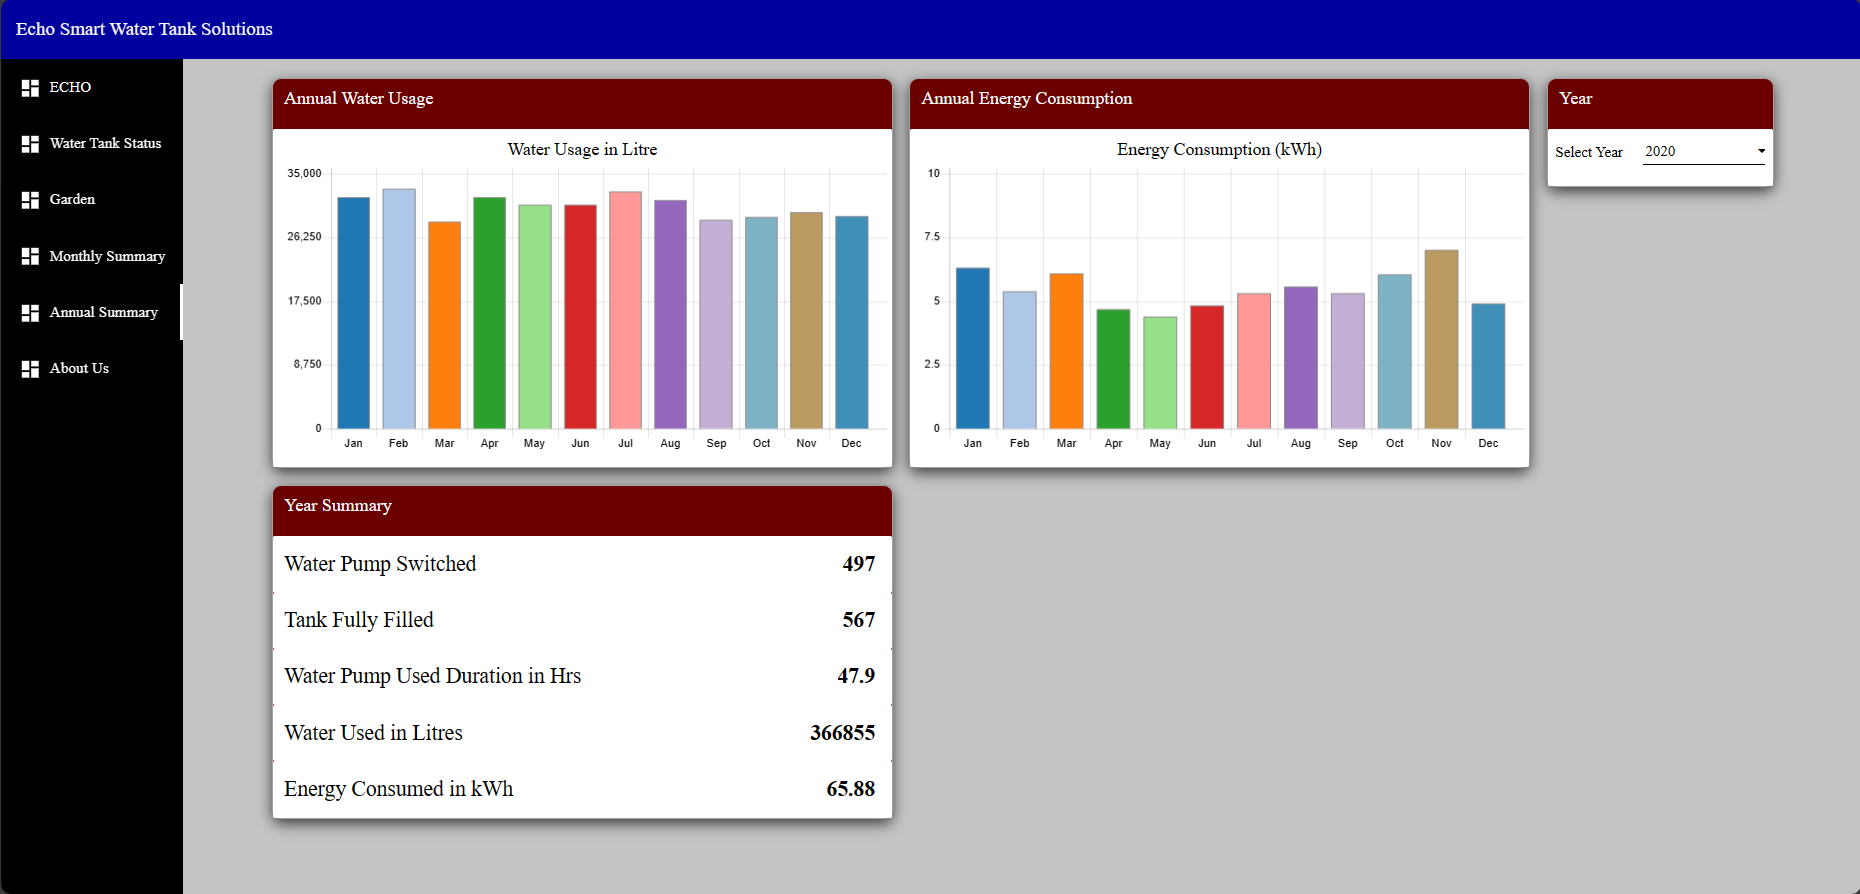 Echo Smart Water Tank Solutions
ECHO
Water Tank Status
Garden
Monthly Summary
Annual Summary
About Us
Annual Water Usage
Water Usage in Litre
35,000
26,250
17,500
8,750
0
Jan Feb Mar Apr May Jun Jul Aug Sep Oct Nov Dec
Annual Energy Consumption
Energy Consumption (kWh)
10
7.5
5
2.5
0
Jan Feb Mar Apr May Jun Jul Aug Sep Oct Nov Dec
Year
Select Year 2020
Year Summary
Water Pump Switched 497
Tank Fully Filled 567
Water Pump Used Duration in Hrs 47.9
Water Used in Litres 366855
Energy Consumed in kWh 65.88